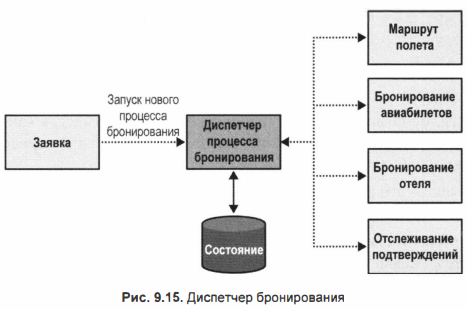 Маршрут
полета
Запуск нового
процесса
бронирования
Заявка
Диспетчер
процесса
бронирования
Бронирование
авиабилетов
Бронирование
отеля
Состояние
Отслеживание
подтверждений
Рис. 9.15. Диспетчер бронирования